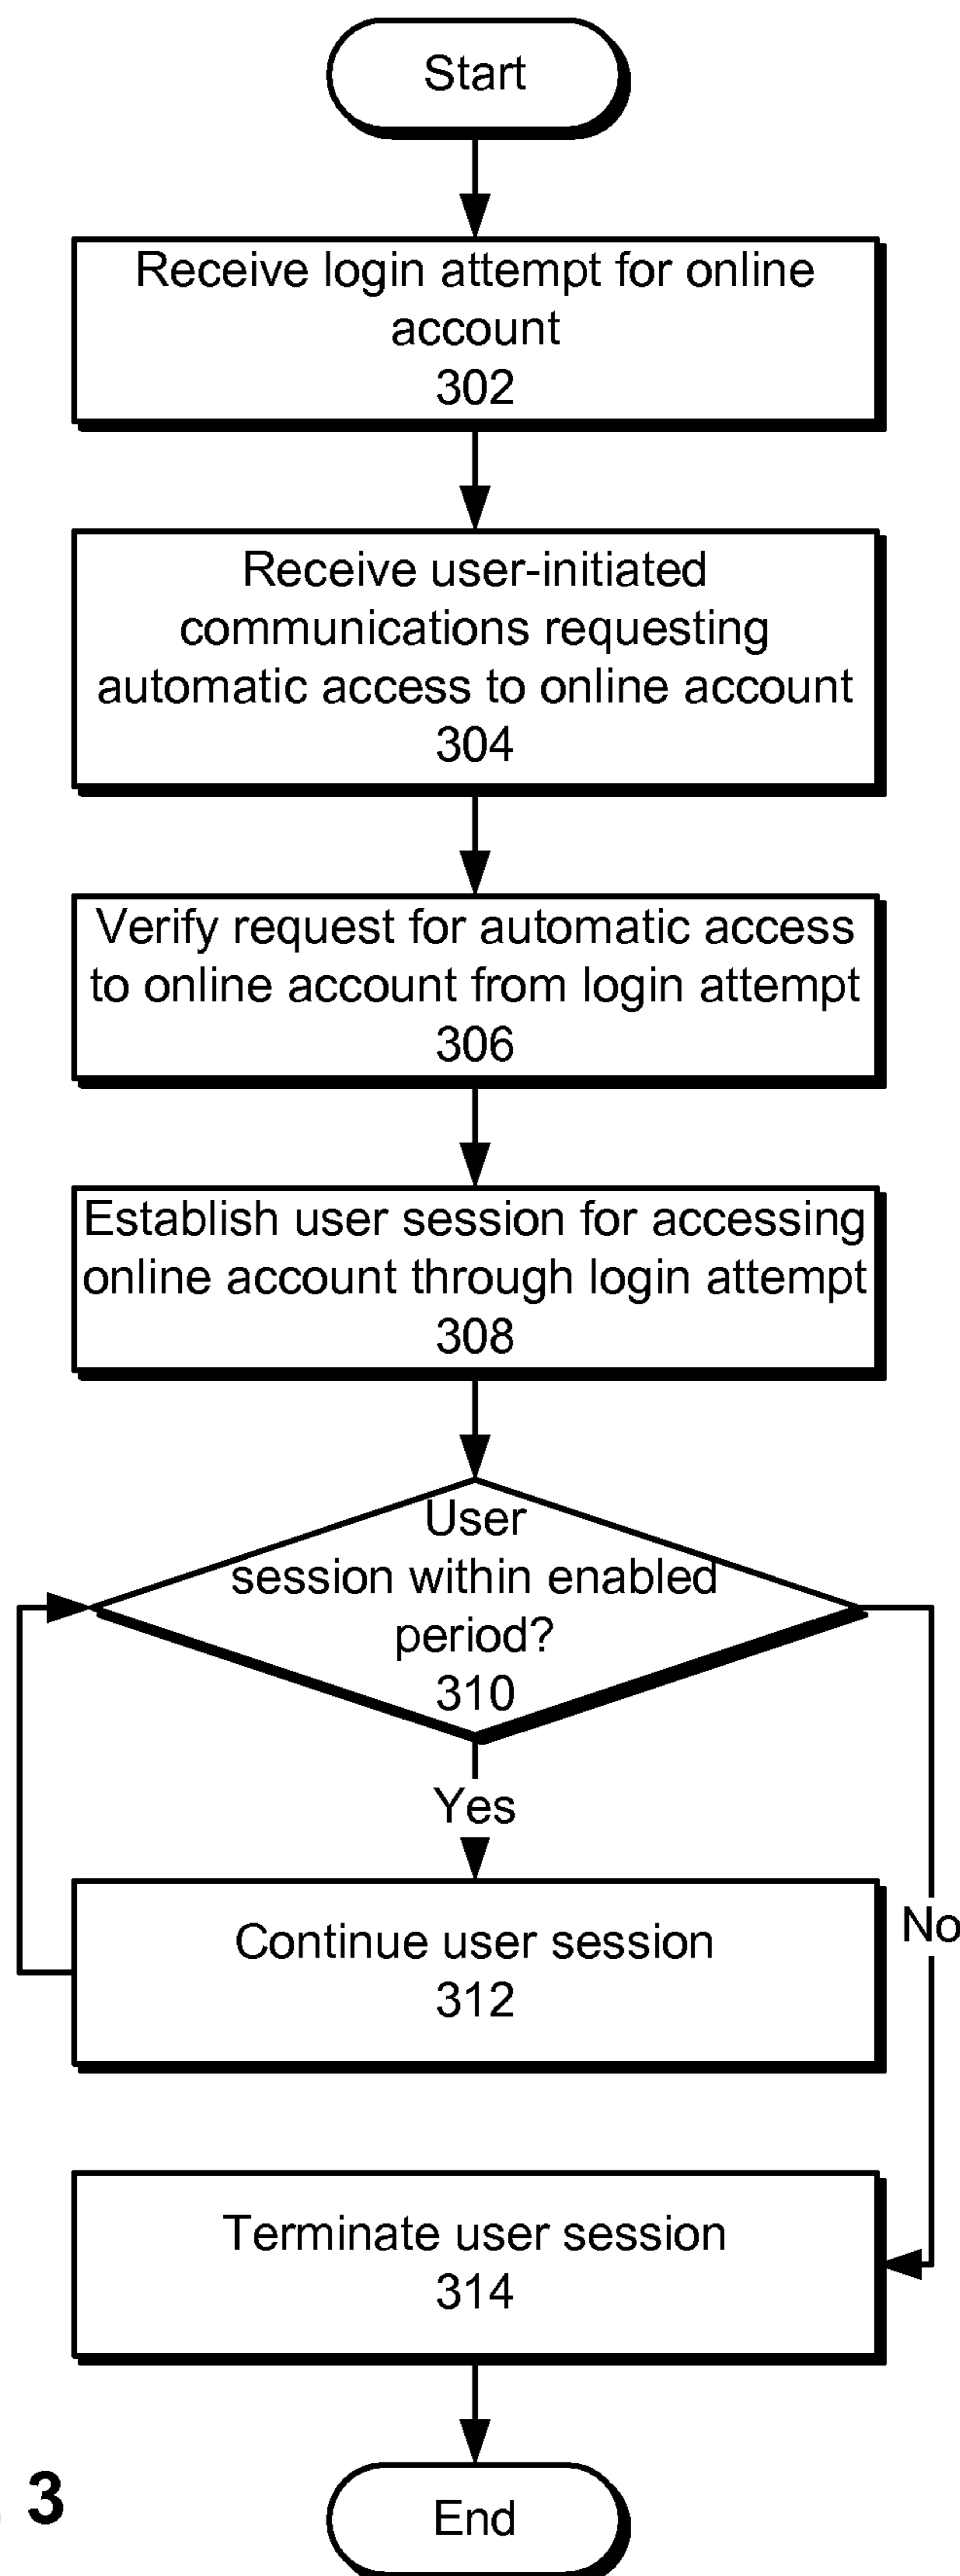 Start
Receive login attempt for online
account
302
Receive user-initiated
communications requesting
automatic access to online account
304
Verify request for automatic access
to online account from login attempt
306
Establish user session for accessing
online account through login attempt
308
User
session within enabled
period?
310
Yes
Continue user session
312
No
Terminate user session
314
End
3